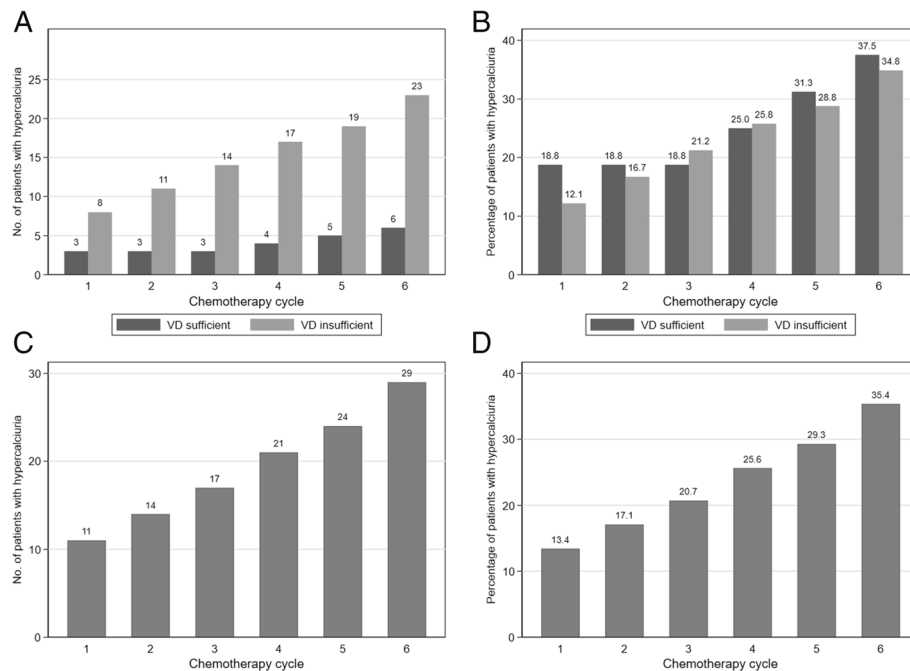 A
No. of patients with hypercalciuria
25
20
15
10
5
0
3 8 3 11 3 14 4 17 5 19 6 23
1 2 3 4 5 6
Chemotherapy cycle
VD sufficient VD insufficient
B
Percentage of patients with hypercalciuria
40
30
20
10
0
18.8 12.1 18.8 16.7 18.8 21.2 25.0 25.8 31.3 28.8 37.5 34.8
1 2 3 4 5 6
Chemotherapy cycle
VD sufficient VD insufficient
C
No. of patients with hypercalciuria
30
20
10
0
11 14 17 21 24 29
1 2 3 4 5 6
Chemotherapy cycle
D
Percentage of patients with hypercalciuria
40
30
20
10
0
13.4 17.1 20.7 25.6 29.3 35.4
1 2 3 4 5 6
Chemotherapy cycle